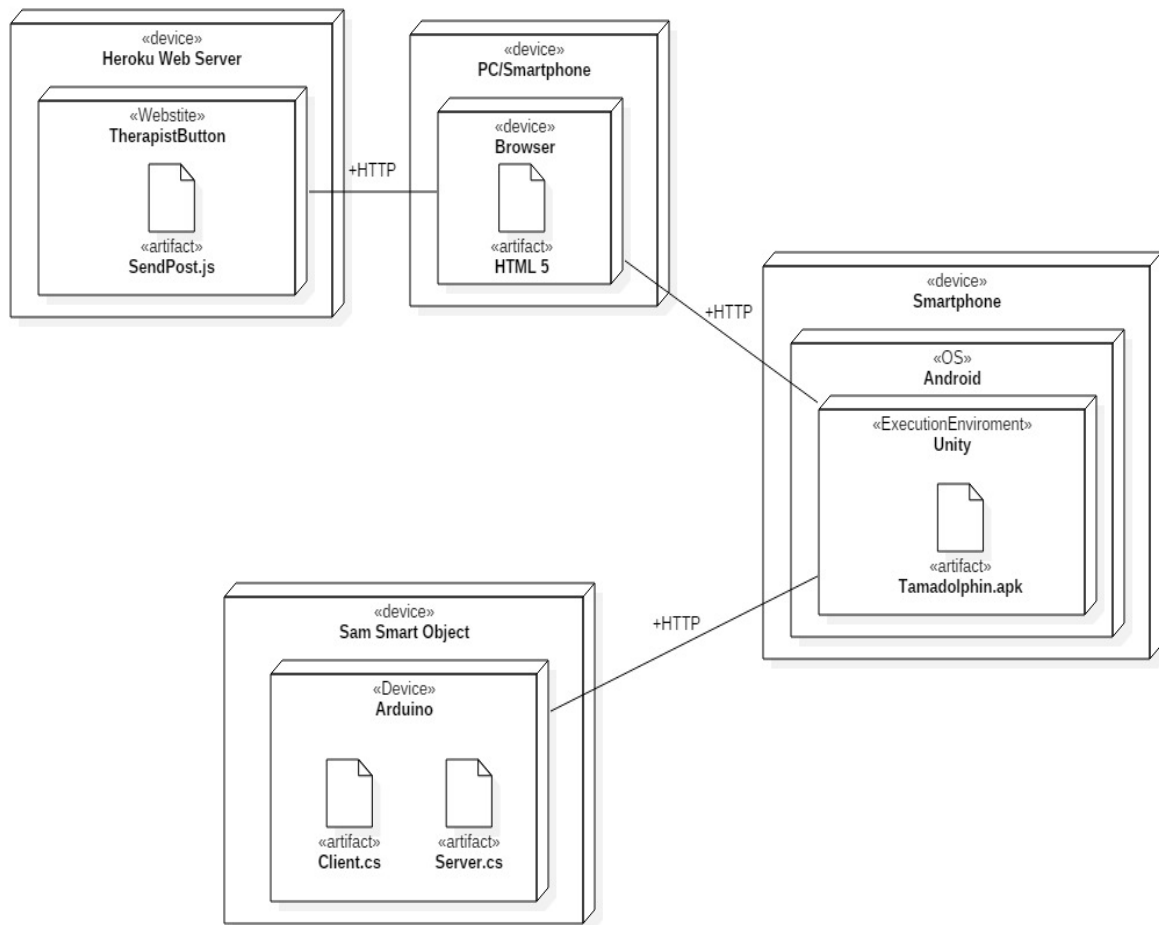 «device»
Heroku Web Server
«Webstite»
TherapistButton
«artifact»
SendPost.js
+HTTP
«device»
PC/Smartphone
«device»
Browser
«artifact»
HTML 5
+HTTP
«device»
Smartphone
«OS»
Android
«ExecutionEnviroment»
Unity
«artifact»
Tamadolphin.apk
+HTTP
«device»
Sam Smart Object
«Device»
Arduino
«artifact»
Client.cs
«artifact»
Server.cs